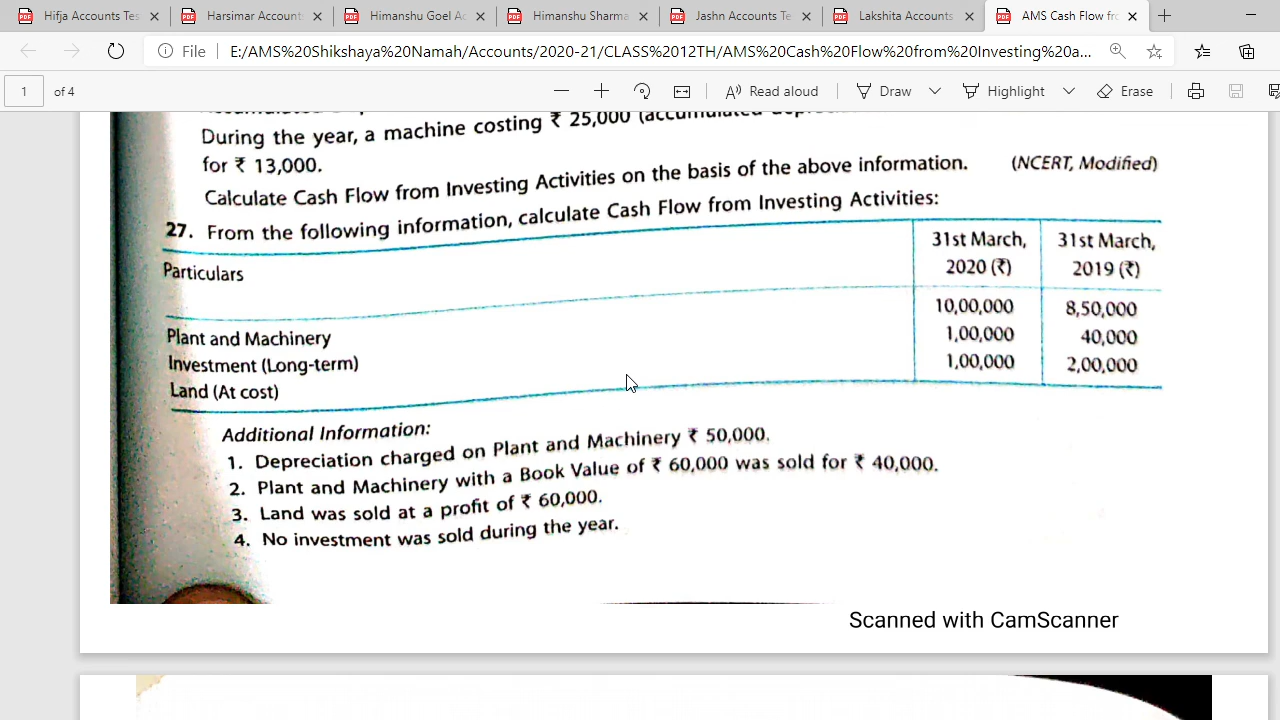 Hifja Accounts Tes
Harsimar Account
Himanshu Goel Ac
Himanshu Sharma
Jashn Accounts Te
Lakshita Accounts
AMS Cash Flow fro
File
E:/AMS%20Shikshaya%20Namah/Accounts/2020-21/CLASS%2012TH/AMS%20Cash%20Flow%20from%20Investing%20a...
1 of 4
Read aloud
Draw
Highlight
Erase
During the year, a machine costing ₹ 25,000 (accumulated
for ₹ 13,000.
Calculate Cash Flow from Investing Activities on the basis of the above information. (NCERT, Modified)
27. From the following information, calculate Cash Flow from Investing Activities:
Particulars 31st March, 2020 (₹) 31st March, 2019 (₹)
Plant and Machinery 10,00,000 8,50,000
Investment (Long-term) 1,00,000 40,000
Land (At cost) 1,00,000 2,00,000
Additional Information:
1. Depreciation charged on Plant and Machinery ₹ 50,000.
2. Plant and Machinery with a Book Value of ₹ 60,000 was sold for ₹ 40,000.
3. Land was sold at a profit of ₹ 60,000.
4. No investment was sold during the year.
Scanned with CamScanner